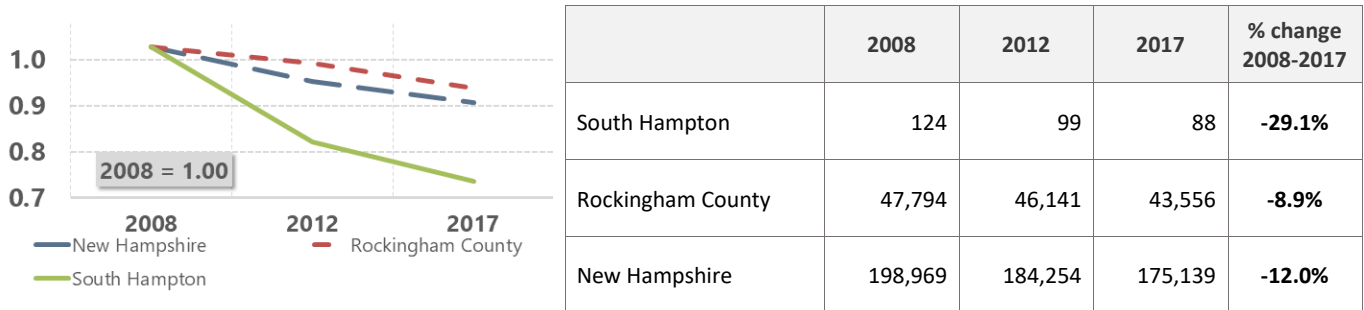 1.0
0.9
0.8
0.7
2008 = 1.00
2008 2012 2017
New Hampshire Rockingham County
South Hampton
2008 2012 2017 % change
2008-2017
South Hampton 124 99 88 -29.1%
Rockingham County 47,794 46,141 43,556 -8.9%
New Hampshire 198,969 184,254 175,139 -12.0%